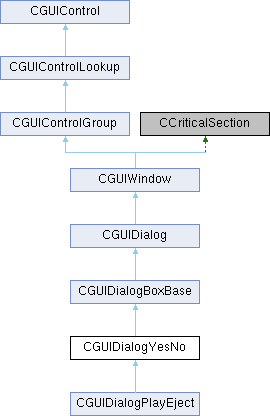 CGUIControl
CGUIControlLookup
CGUIControlGroup
CCriticalSection
CGUIWindow
CGUIDialog
CGUIDialogBoxBase
CGUIDialogYesNo
CGUIDialogPlayEject